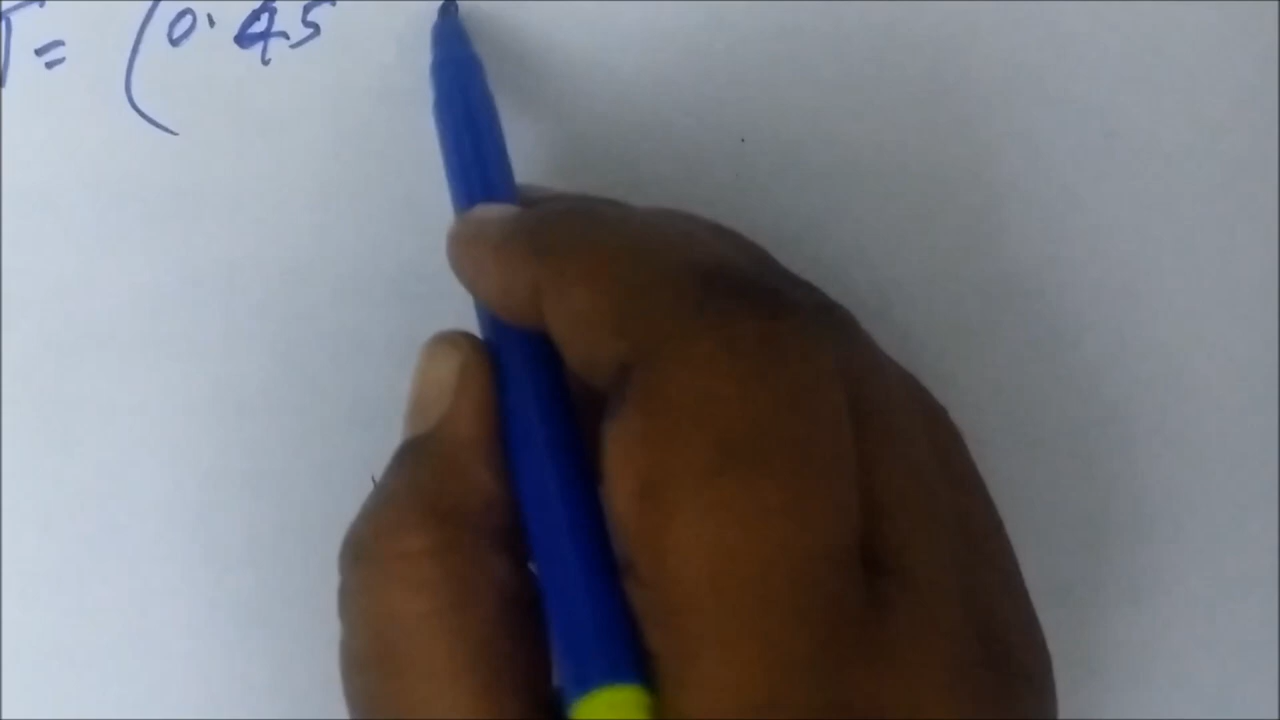 T = (0.45